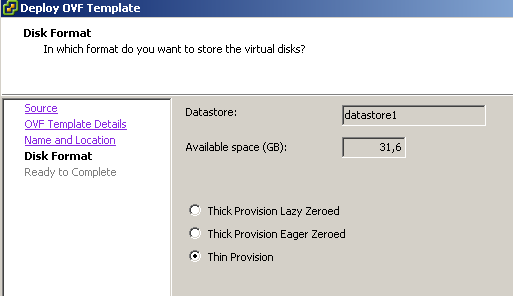 Deploy OVF Template
Disk Format
In which format do you want to store the virtual disks?
Source
OVF Template Details
Name and Location
Disk Format
Ready to Complete
Datastore:
datastore1
Available space (GB):
31,6
Thick Provision Lazy Zeroed
Thick Provision Eager Zeroed
Thin Provision